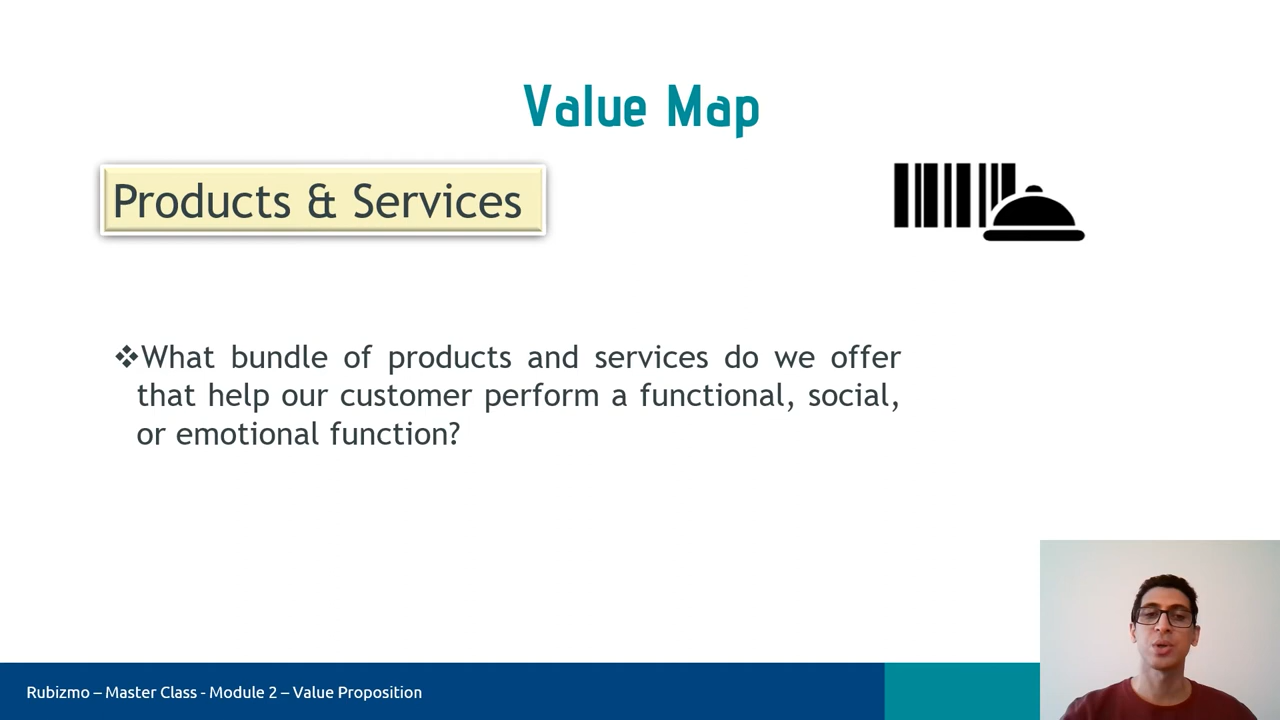 Value Map
Products & Services
❖What bundle of products and services do we offer
that help our customer perform a functional, social,
or emotional function?
Rubizmo – Master Class - Module 2 – Value Proposition